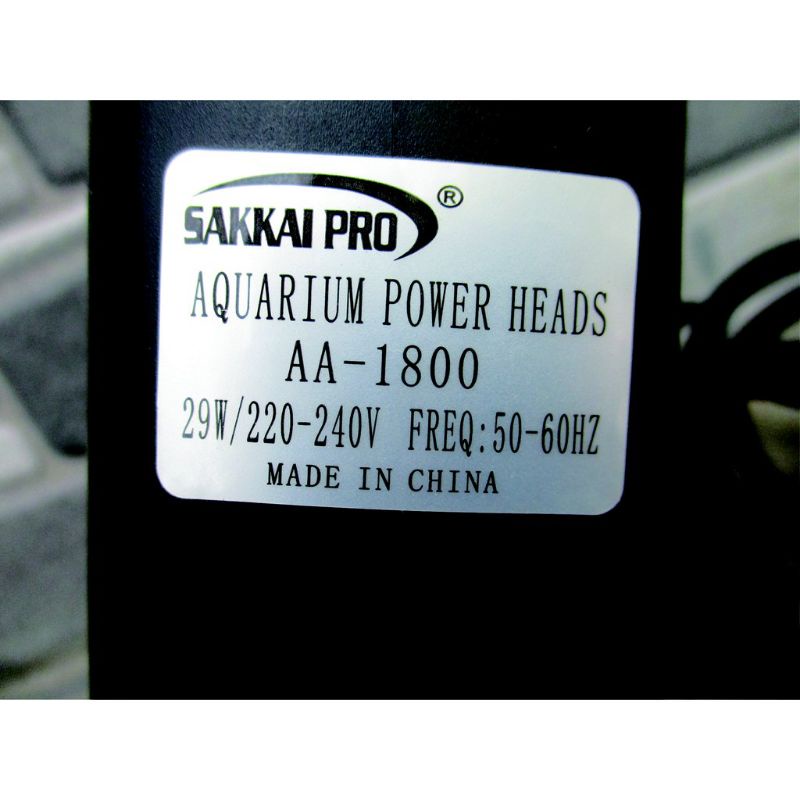 SAKKAI PRO ®
AQUARIUM POWER HEADS
AA-1800
29W/220-240V FREQ:50-60HZ
MADE IN CHINA